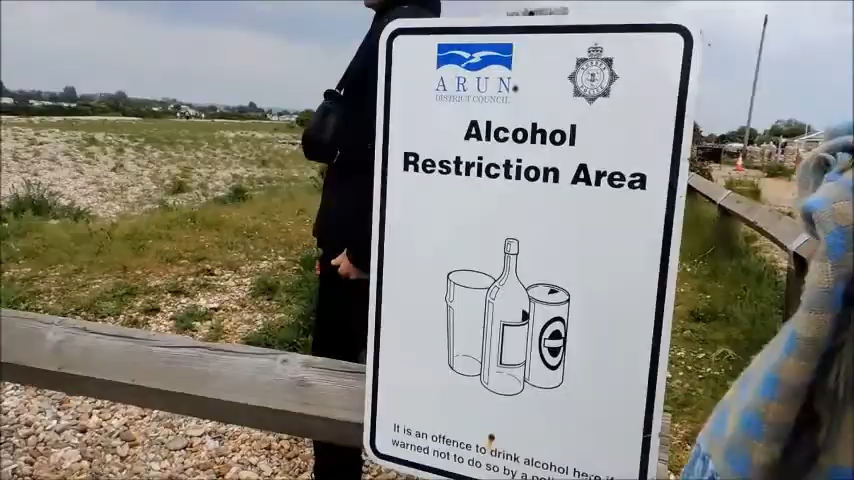 ARUN
DISTRICT COUNCIL
Alcohol
Restriction Area
It is an offence to drink alcohol here if
warned not to do so by a